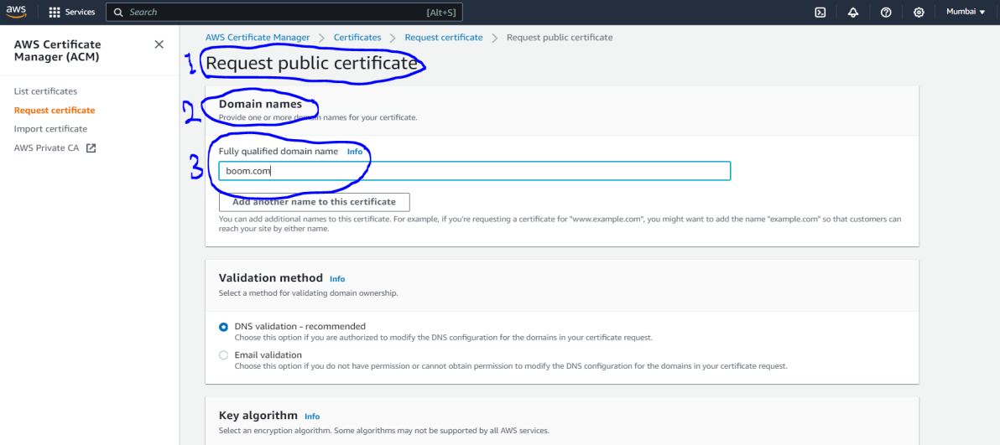 aws Services Search [Alt+S] Mumbai
AWS Certificate Manager (ACM)
List certificates
Request certificate
Import certificate
AWS Private CA
AWS Certificate Manager > Certificates > Request certificate > Request public certificate
1 Request public certificate
2 Domain names
Provide one or more domain names for your certificate.
3 Fully qualified domain name Info
boom.com
Add another name to this certificate
You can add additional names to this certificate. For example, if you're requesting a certificate for "www.example.com", you might want to add the name "example.com" so that customers can
reach your site by either name.
Validation method Info
Select a method for validating domain ownership.
DNS validation - recommended
Choose this option if you are authorized to modify the DNS configuration for the domains in your certificate request.
Email validation
Choose this option if you do not have permission or cannot obtain permission to modify the DNS configuration for the domains in your certificate request.
Key algorithm Info
Select an encryption algorithm. Some algorithms may not be supported by all AWS services.